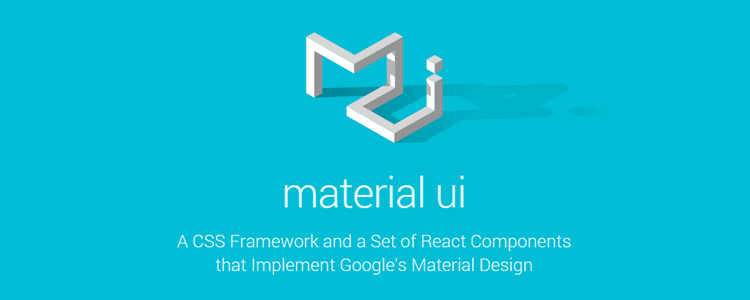 material ui
A CSS Framework and a Set of React Components
that Implement Google's Material Design